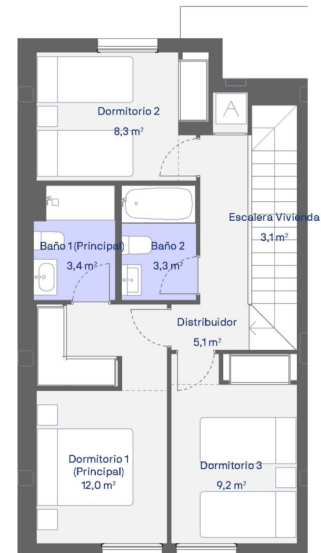 Dormitorio 2
8,3 m²
A
Escalera Vivienda
3,1 m²
Baño 1 (Principal)
3,4 m²
Baño 2
3,3 m²
Distribuidor
5,1 m²
Dormitorio 1
(Principal)
12,0 m²
Dormitorio 3
9,2 m²